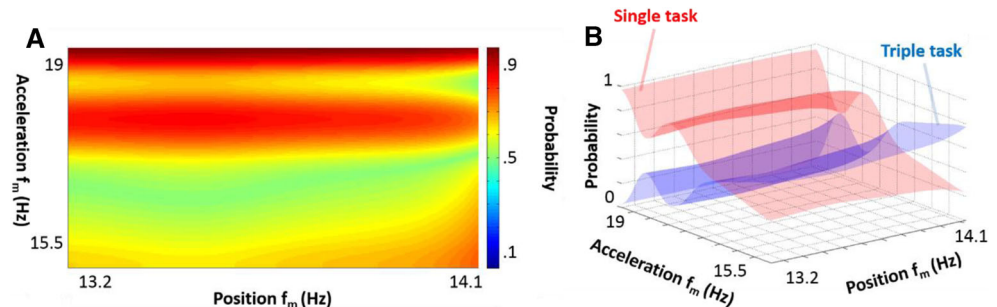 A
19
15.5
Acceleration fm (Hz)
13.2
14.1
Position fm (Hz)
.9
.5
.1
Probability
B
Single task
Triple task
1
0
Probability
19
15.5
Acceleration fm (Hz)
13.2
14.1
Position fm (Hz)